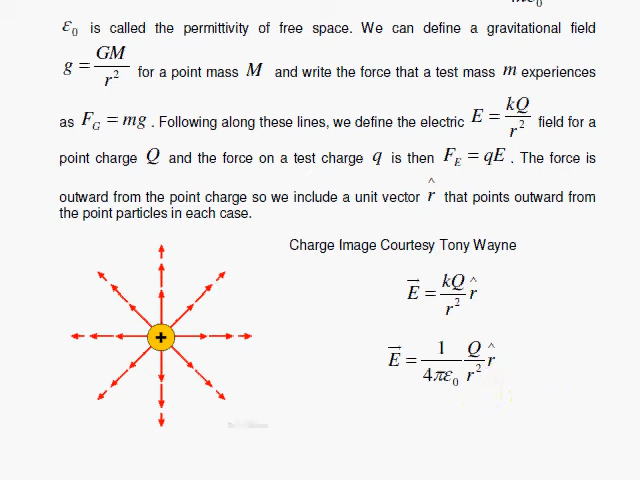 ε₀ is called the permittivity of free space. We can define a gravitational field
g = GM/r² for a point mass M and write the force that a test mass m experiences
as F_G = mg. Following along these lines, we define the electric E = kQ/r² field for a
point charge Q and the force on a test charge q is then F_E = qE. The force is
outward from the point charge so we include a unit vector r̂ that points outward from
the point particles in each case.
Charge Image Courtesy Tony Wayne
E⃗ = kQ/r² r̂
+
E⃗ = 1/4πε₀ Q/r² r̂